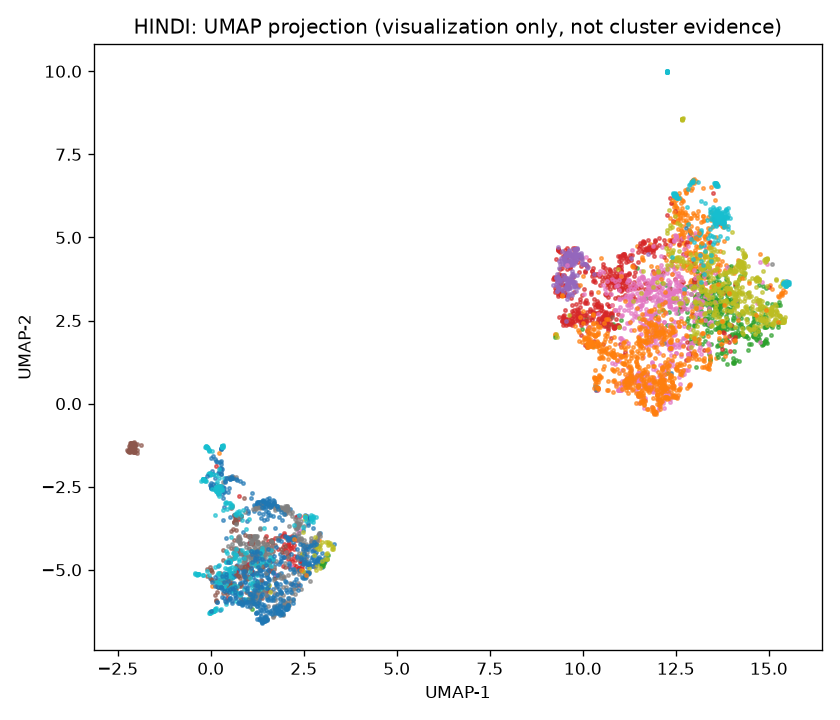 HINDI: UMAP projection (visualization only, not cluster evidence)
10.0
7.5
5.0
2.5
0.0
−2.5
−5.0
UMAP-2
−2.5 0.0 2.5 5.0 7.5 10.0 12.5 15.0
UMAP-1